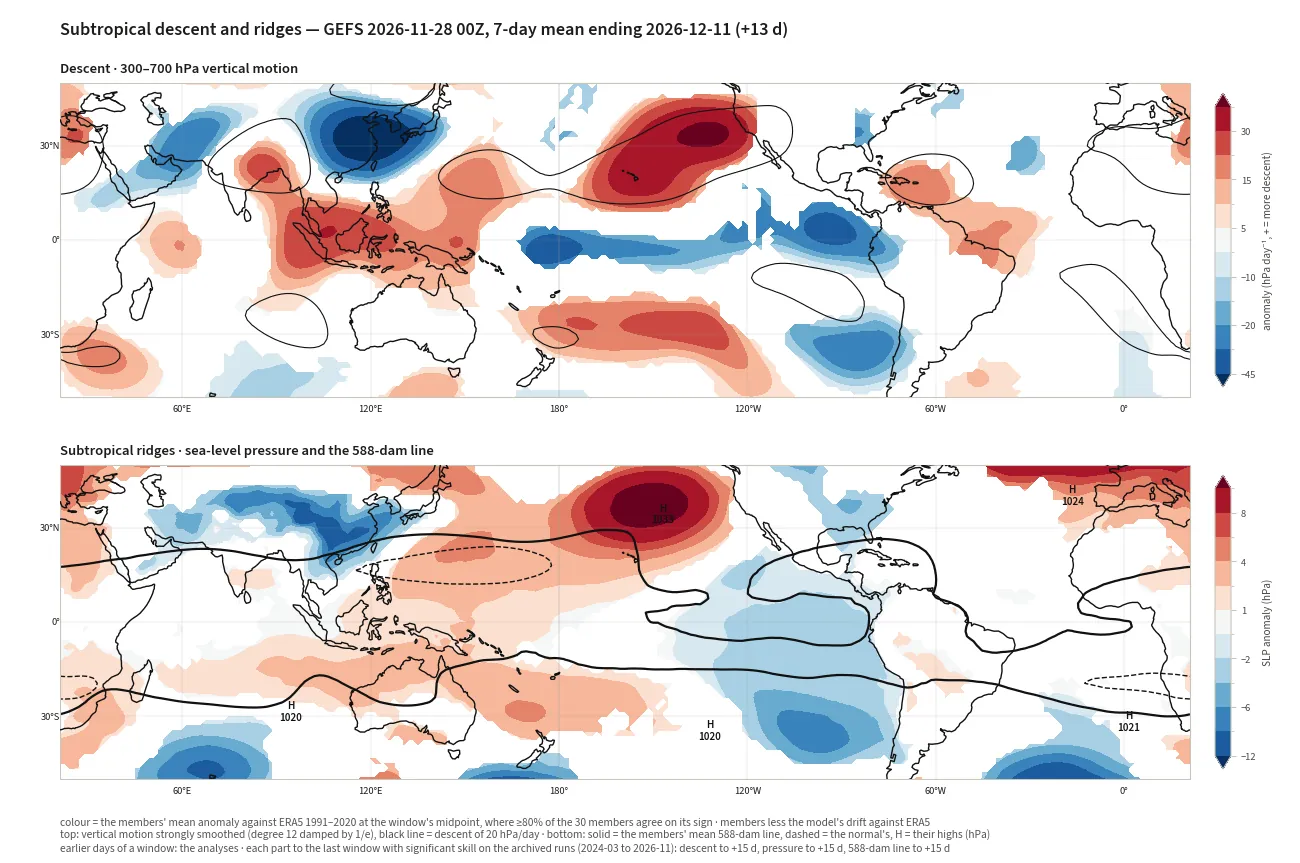 Subtropical descent and ridges — GEFS 2026-11-28 00Z, 7-day mean ending 2026-12-11 (+13 d)
Descent · 300–700 hPa vertical motion
30°N
0°
30°S
60°E
120°E
180°
120°W
60°W
0°
30
15
5
−10
−20
−45
anomaly (hPa day⁻¹, + = more descent)
Subtropical ridges · sea-level pressure and the 588-dam line
30°N
0°
30°S
H
1033
H
1024
H
1020
H
1020
H
1021
60°E
120°E
180°
120°W
60°W
0°
8
4
1
−2
−6
−12
SLP anomaly (hPa)
colour = the members' mean anomaly against ERA5 1991–2020 at the window's midpoint, where ≥80% of the 30 members agree on its sign · members less the model's drift against ERA5
top: vertical motion strongly smoothed (degree 12 damped by 1/e), black line = descent of 20 hPa/day · bottom: solid = the members' mean 588-dam line, dashed = the normal's, H = their highs (hPa)
earlier days of a window: the analyses · each part to the last window with significant skill on the archived runs (2024-03 to 2026-11): descent to +15 d, pressure to +15 d, 588-dam line to +15 d